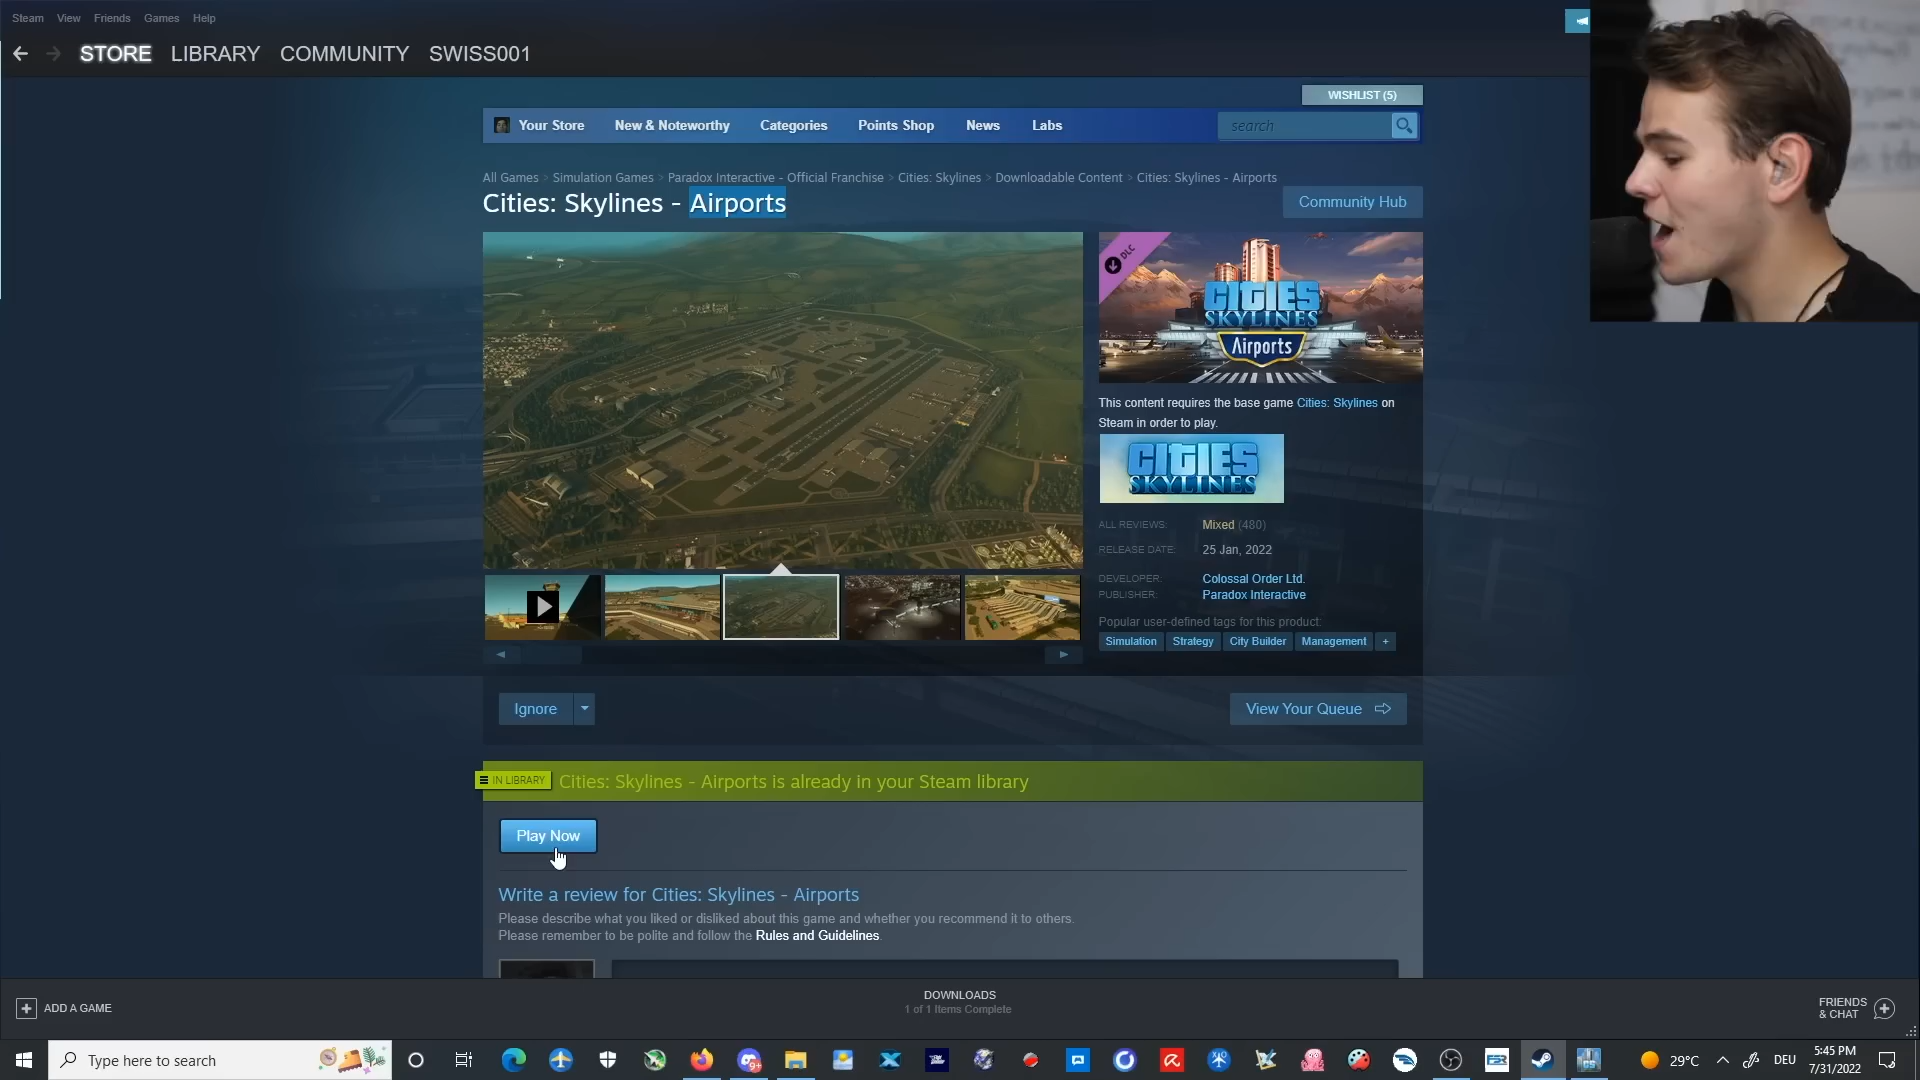 Steam View Friends Games Help
STORE LIBRARY COMMUNITY SWISS001
WISHLIST (5)
Your Store New & Noteworthy Categories Points Shop News Labs search
All Games > Simulation Games > Paradox Interactive - Official Franchise > Cities: Skylines > Downloadable Content > Cities: Skylines - Airports
Cities: Skylines - Airports
Community Hub
DLC
CITIES
SKYLINES
Airports
This content requires the base game Cities: Skylines on
Steam in order to play.
CITIES
SKYLINES
ALL REVIEWS: Mixed (480)
RELEASE DATE: 25 Jan, 2022
DEVELOPER: Colossal Order Ltd.
PUBLISHER: Paradox Interactive
Popular user-defined tags for this product:
Simulation Strategy City Builder Management +
Ignore
View Your Queue
IN LIBRARY
Cities: Skylines - Airports is already in your Steam library
Play Now
Write a review for Cities: Skylines - Airports
Please describe what you liked or disliked about this game and whether you recommend it to others.
Please remember to be polite and follow the Rules and Guidelines.
ADD A GAME
DOWNLOADS
1 of 1 Items Complete
FRIENDS
& CHAT
Type here to search
9+
29°C
DEU
5:45 PM
7/31/2022